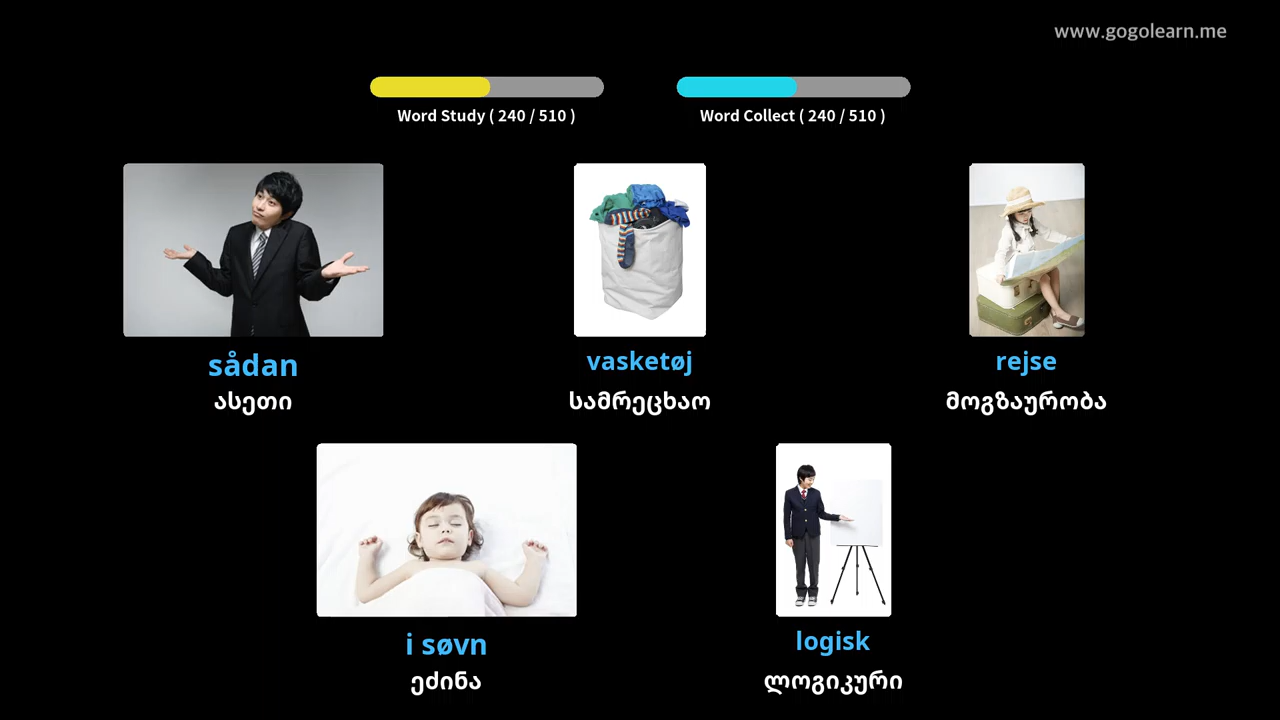 www.gogolearn.me
Word Study ( 240 / 510 )
Word Collect ( 240 / 510 )
sådan
ასეთი
vasketøj
სამრეცხაო
rejse
მოგზაურობა
i søvn
ეძინა
logisk
ლოგიკური